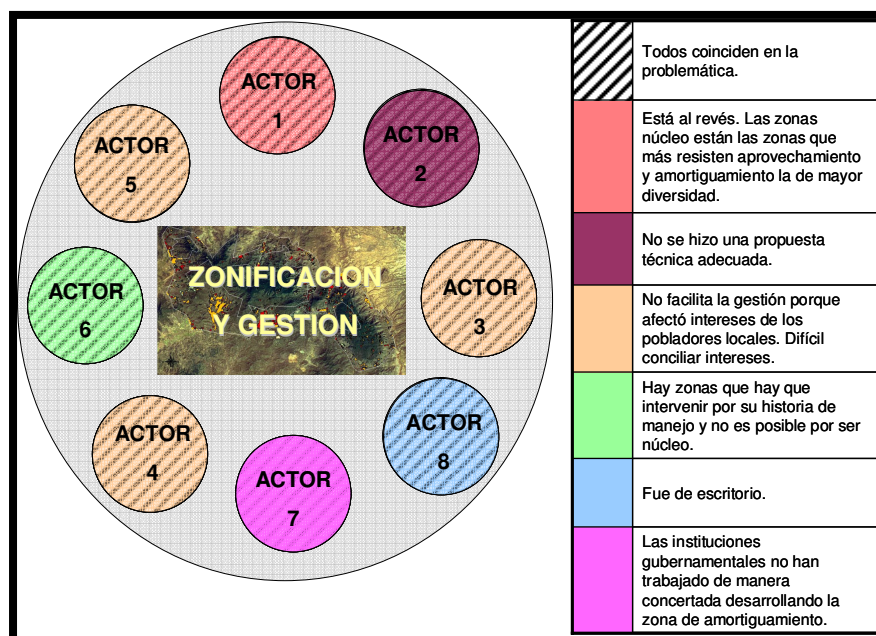 ACTOR
1
ACTOR
2
ACTOR
5
ACTOR
3
ACTOR
6
ZONIFICACION
Y GESTION
ACTOR
4
ACTOR
8
ACTOR
7
Todos coinciden en la
problemática.
Está al revés. Las zonas
núcleo están las zonas que
más resisten aprovechamiento
y amortiguamiento la de mayor
diversidad.
No se hizo una propuesta
técnica adecuada.
No facilita la gestión porque
afectó intereses de los
pobladores locales. Difícil
conciliar intereses.
Hay zonas que hay que
intervenir por su historia de
manejo y no es posible por ser
núcleo.
Fue de escritorio.
Las instituciones
gubernamentales no han
trabajado de manera
concertada desarrollando la
zona de amortiguamiento.